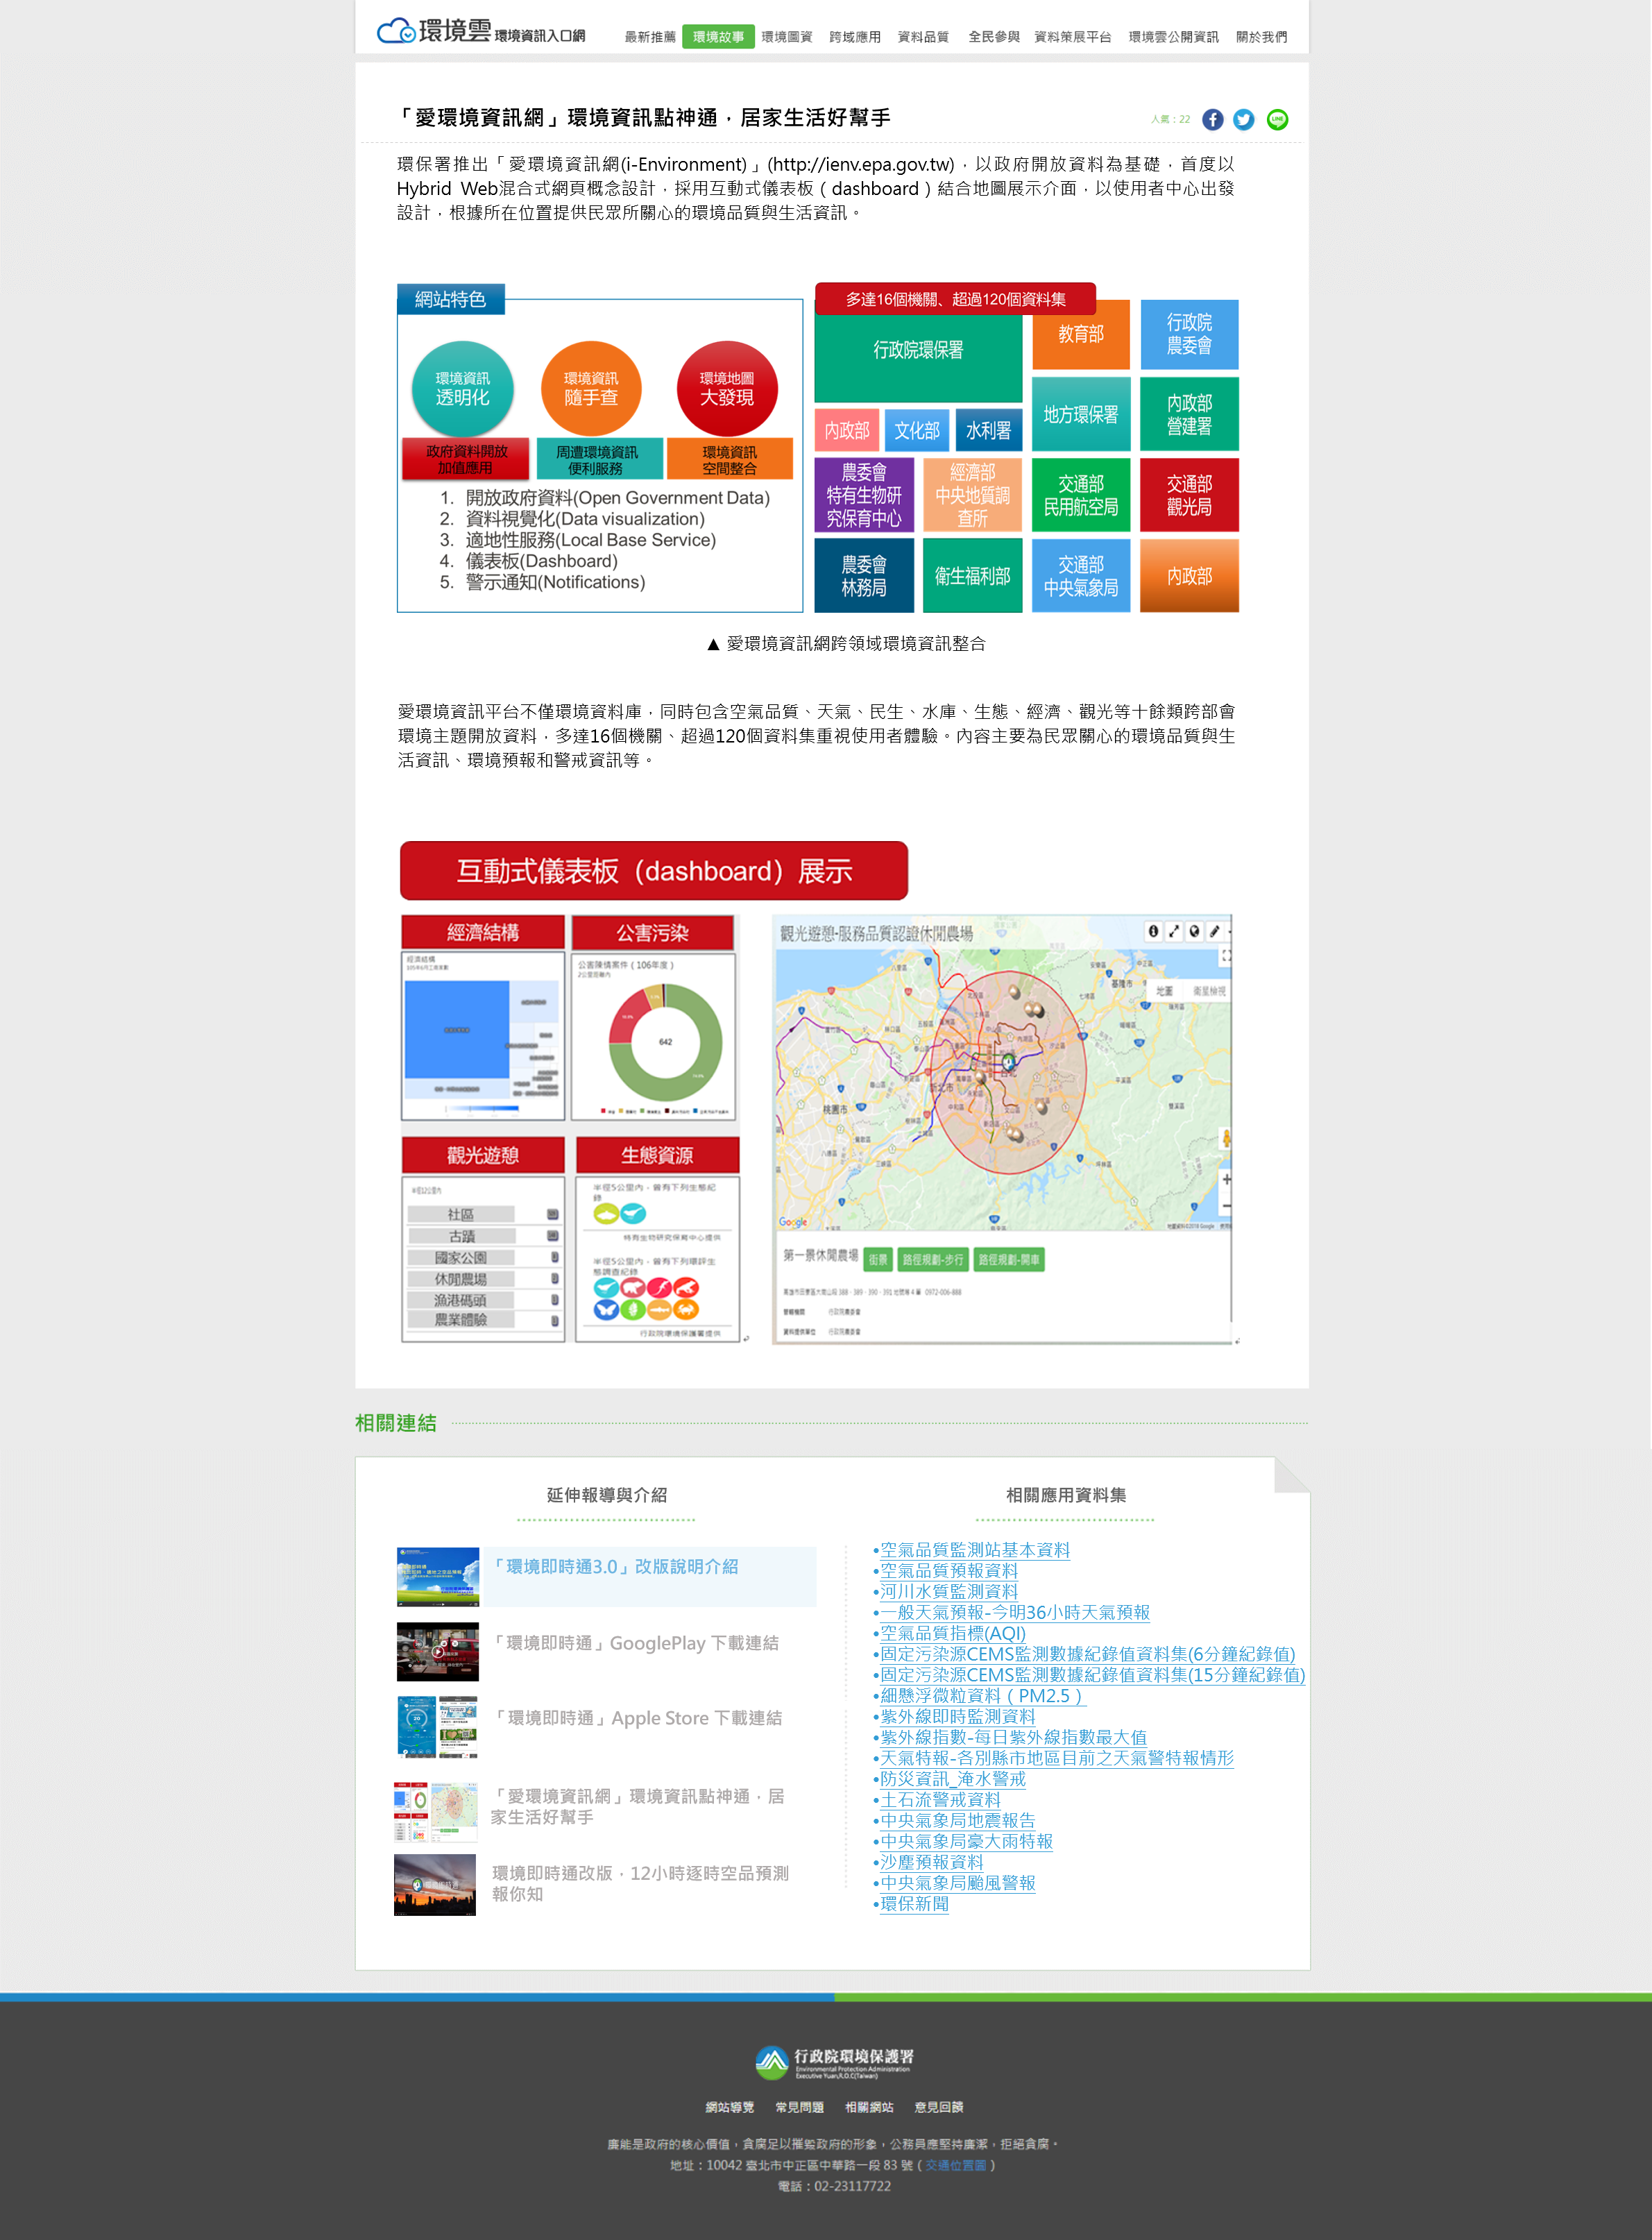 環境雲 環境資訊入口網
最新推薦 環境故事 環境圖資 跨域應用 資料品質 全民參與 資料策展平台 環境雲公開資訊 關於我們
「愛環境資訊網」環境資訊點神通，居家生活好幫手
人氣：22
環保署推出「愛環境資訊網(i-Environment)」(http://ienv.epa.gov.tw)，以政府開放資料為基礎，首度以
Hybrid Web混合式網頁概念設計，採用互動式儀表板（dashboard）結合地圖展示介面，以使用者中心出發
設計，根據所在位置提供民眾所關心的環境品質與生活資訊。
網站特色
環境資訊
透明化
環境資訊
隨手查
環境地圖
大發現
政府資料開放
加值應用
周遭環境資訊
便利服務
環境資訊
空間整合
1. 開放政府資料(Open Government Data)
2. 資料視覺化(Data visualization)
3. 適地性服務(Local Base Service)
4. 儀表板(Dashboard)
5. 警示通知(Notifications)
多達16個機關、超過120個資料集
行政院環保署
教育部
行政院
農委會
內政部
文化部
水利署
地方環保署
內政部
營建署
農委會
特有生物研
究保育中心
經濟部
中央地質調
查所
交通部
民用航空局
交通部
觀光局
農委會
林務局
衛生福利部
交通部
中央氣象局
內政部
▲ 愛環境資訊網跨領域環境資訊整合
愛環境資訊平台不僅環境資料庫，同時包含空氣品質、天氣、民生、水庫、生態、經濟、觀光等十餘類跨部會
環境主題開放資料，多達16個機關、超過120個資料集重視使用者體驗。內容主要為民眾關心的環境品質與生
活資訊、環境預報和警戒資訊等。
互動式儀表板（dashboard）展示
經濟結構
經濟結構
公害污染
公害陳情案件（106年度）
2公里範圍內
642
觀光遊憩
社區
古蹟
國家公園
休閒農場
漁港碼頭
農業體驗
生態資源
半徑5公里內，曾有下列生態紀
錄
特有生物研究保育中心提供
半徑5公里內，曾有下列環評生
態調查紀錄
行政院環境保護署提供
觀光遊憩-服務品質認證休閒農場
地圖 衛星檢視
基隆市
新北市
桃園市
Google
第一景休閒農場
街景
路徑規劃-步行
路徑規劃-開車
資料提供單位 行政院農委會
相關連結
延伸報導與介紹
「環境即時通3.0」改版說明介紹
「環境即時通」GooglePlay 下載連結
「環境即時通」Apple Store 下載連結
「愛環境資訊網」環境資訊點神通，居
家生活好幫手
環境即時通改版，12小時逐時空品預測
報你知
相關應用資料集
•空氣品質監測站基本資料
•空氣品質預報資料
•河川水質監測資料
•一般天氣預報-今明36小時天氣預報
•空氣品質指標(AQI)
•固定污染源CEMS監測數據紀錄值資料集(6分鐘紀錄值)
•固定污染源CEMS監測數據紀錄值資料集(15分鐘紀錄值)
•細懸浮微粒資料（PM2.5）
•紫外線即時監測資料
•紫外線指數-每日紫外線指數最大值
•天氣特報-各別縣市地區目前之天氣警特報情形
•防災資訊_淹水警戒
•土石流警戒資料
•中央氣象局地震報告
•中央氣象局豪大雨特報
•沙塵預報資料
•中央氣象局颱風警報
•環保新聞
行政院環境保護署
Environmental Protection Administration
Executive Yuan,R.O.C(Taiwan)
網站導覽 常見問題 相關網站 意見回饋
廉能是政府的核心價值，貪腐足以摧毀政府的形象，公務員應堅持廉潔，拒絕貪腐。
地址：10042 臺北市中正區中華路一段 83 號（交通位置圖）
電話：02-23117722